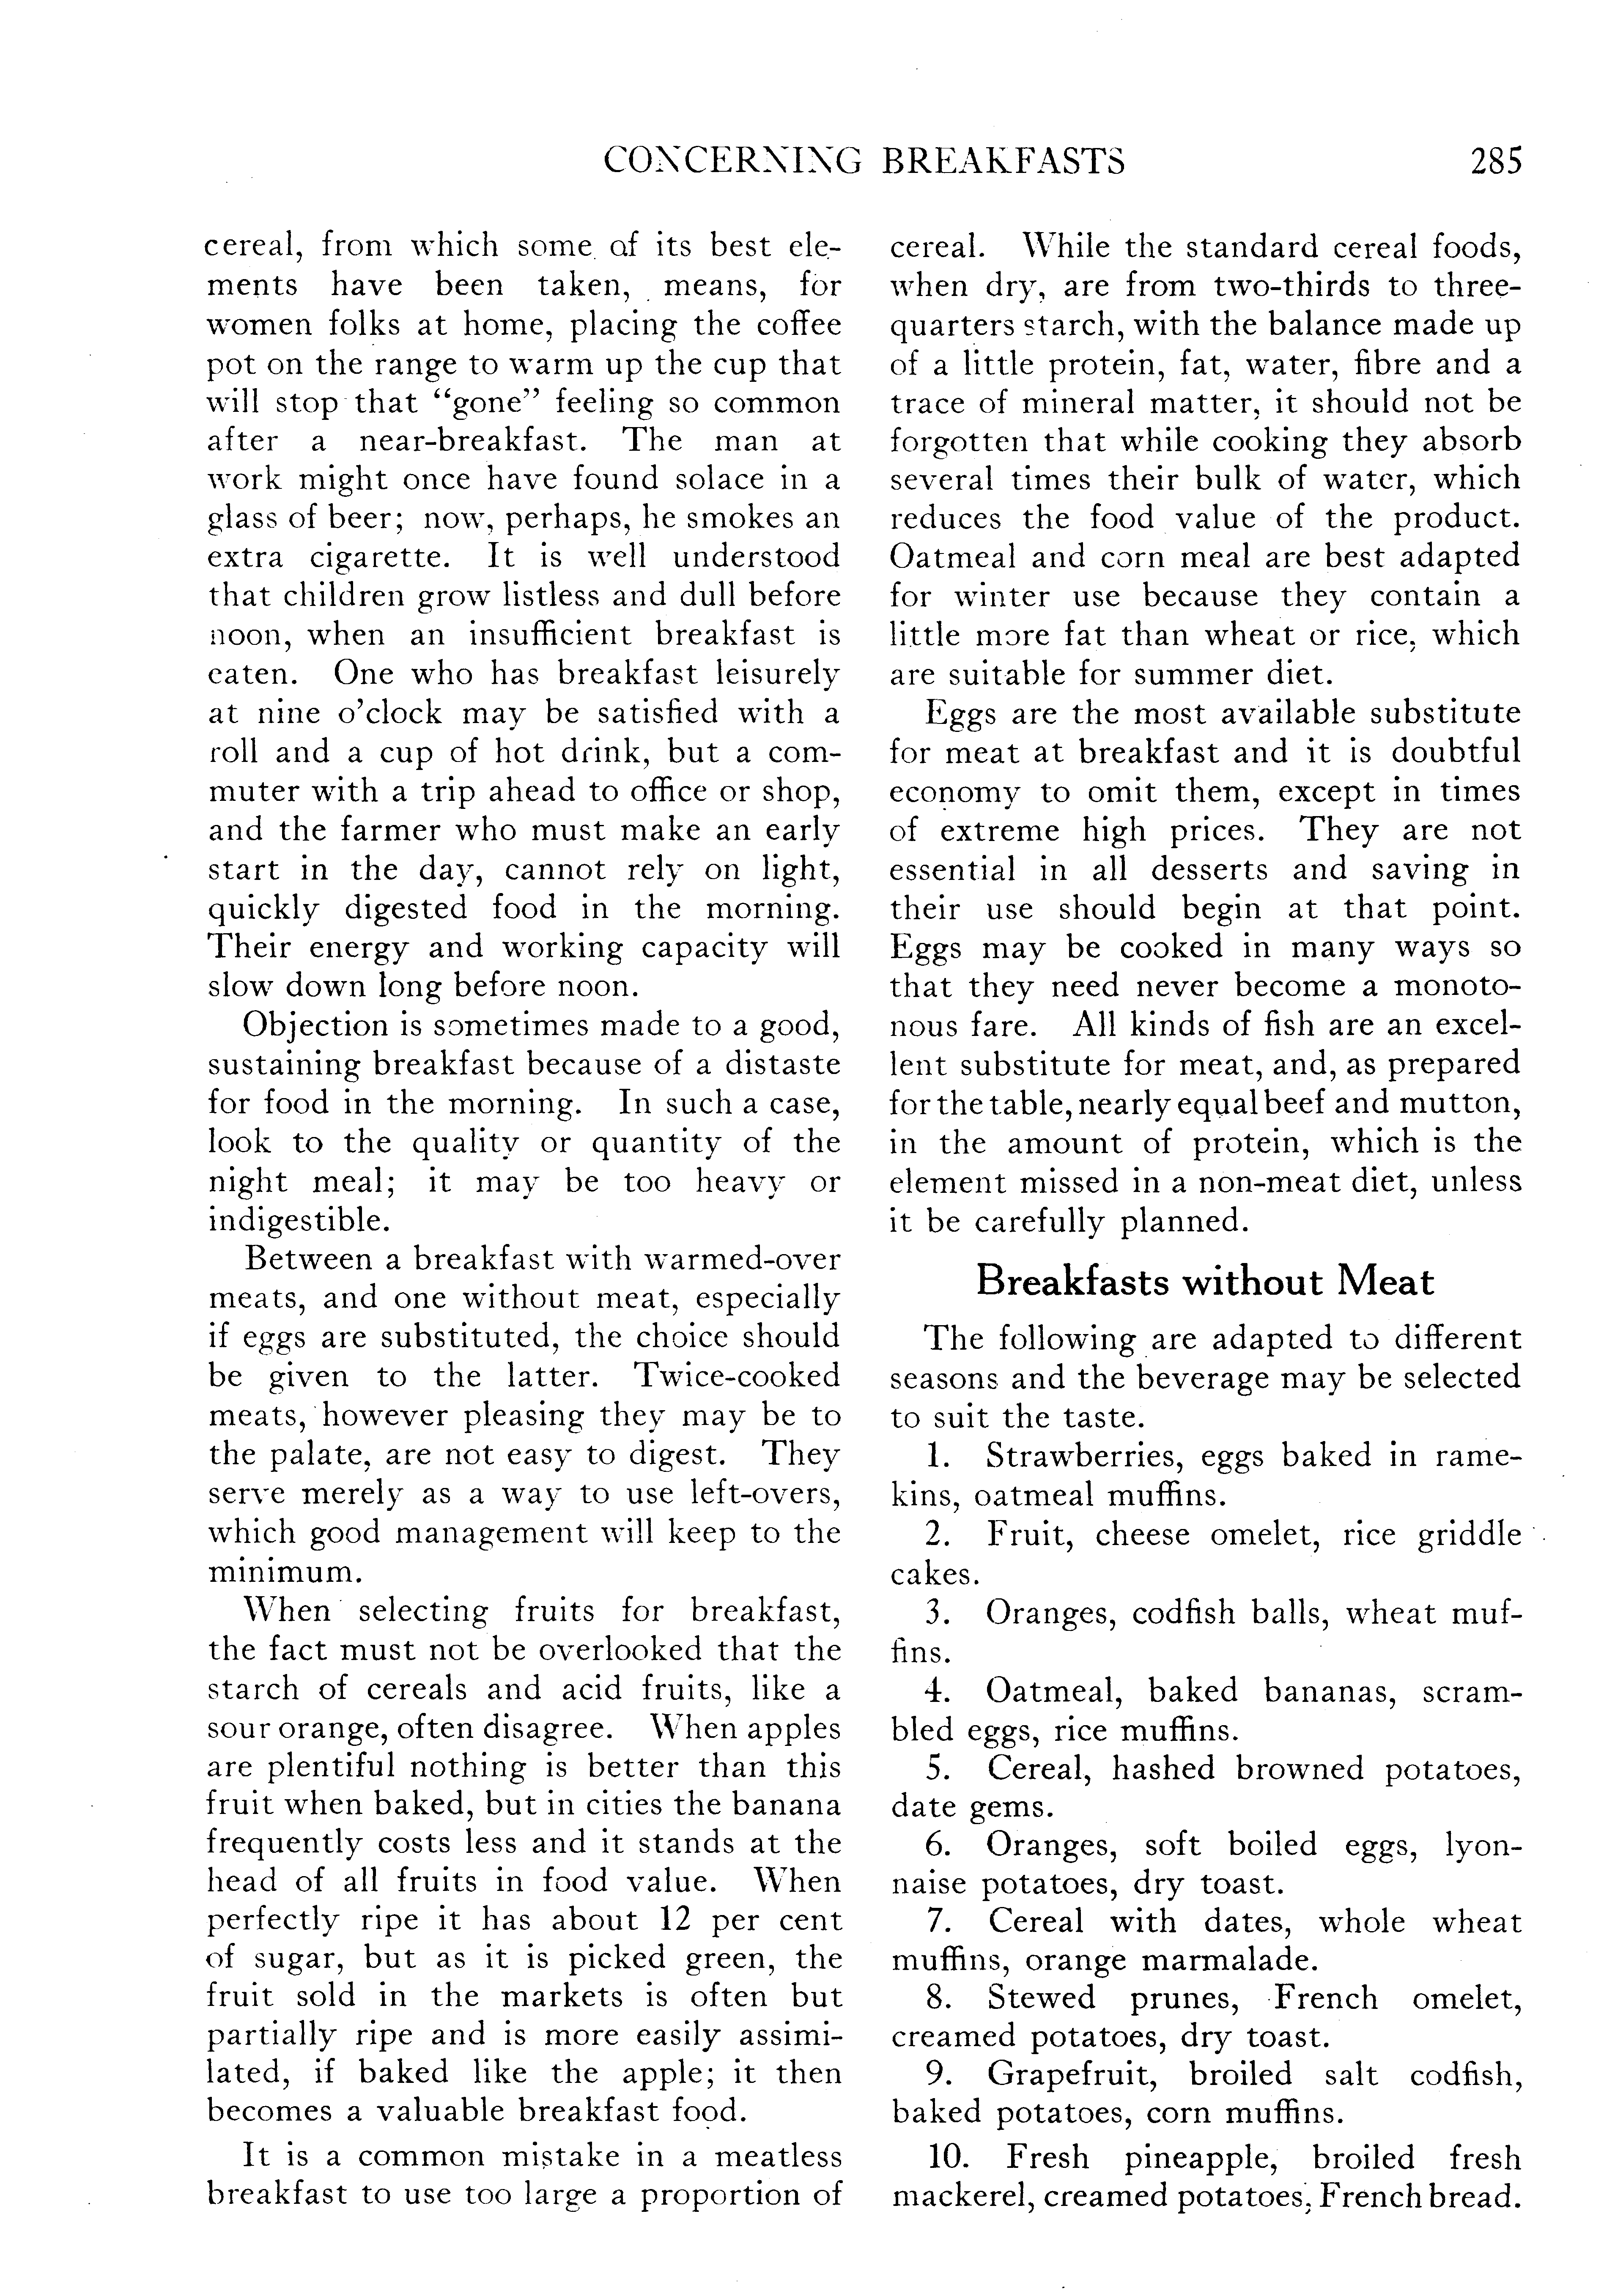 CONCERNING BREAKFASTS 285
cereal, from which some of its best ele-
ments have been taken, means, for
women folks at home, placing the coffee
pot on the range to warm up the cup that
will stop that “gone” feeling so common
after a near-breakfast. The man at
work might once have found solace in a
glass of beer; now, perhaps, he smokes an
extra cigarette. It is well understood
that children grow listless and dull before
noon, when an insufficient breakfast is
eaten. One who has breakfast leisurely
at nine o’clock may be satisfied with a
roll and a cup of hot drink, but a com-
muter with a trip ahead to office or shop,
and the farmer who must make an early
start in the day, cannot rely on light,
quickly digested food in the morning.
Their energy and working capacity will
slow down long before noon.
Objection is sometimes made to a good,
sustaining breakfast because of a distaste
for food in the morning. In such a case,
look to the quality or quantity of the
night meal; it may be too heavy or
indigestible.
Between a breakfast with warmed-over
meats, and one without meat, especially
if eggs are substituted, the choice should
be given to the latter. Twice-cooked
meats, however pleasing they may be to
the palate, are not easy to digest. They
serve merely as a way to use left-overs,
which good management will keep to the
minimum.
When selecting fruits for breakfast,
the fact must not be overlooked that the
starch of cereals and acid fruits, like a
sour orange, often disagree. When apples
are plentiful nothing is better than this
fruit when baked, but in cities the banana
frequently costs less and it stands at the
head of all fruits in food value. When
perfectly ripe it has about 12 per cent
of sugar, but as it is picked green, the
fruit sold in the markets is often but
partially ripe and is more easily assimi-
lated, if baked like the apple; it then
becomes a valuable breakfast food.
It is a common mistake in a meatless
breakfast to use too large a proportion of
cereal. While the standard cereal foods,
when dry, are from two-thirds to three-
quarters starch, with the balance made up
of a little protein, fat, water, fibre and a
trace of mineral matter, it should not be
forgotten that while cooking they absorb
several times their bulk of water, which
reduces the food value of the product.
Oatmeal and corn meal are best adapted
for winter use because they contain a
little more fat than wheat or rice, which
are suitable for summer diet.
Eggs are the most available substitute
for meat at breakfast and it is doubtful
economy to omit them, except in times
of extreme high prices. They are not
essential in all desserts and saving in
their use should begin at that point.
Eggs may be cooked in many ways so
that they need never become a monoto-
nous fare. All kinds of fish are an excel-
lent substitute for meat, and, as prepared
for the table, nearly equal beef and mutton,
in the amount of protein, which is the
element missed in a non-meat diet, unless
it be carefully planned.
Breakfasts without Meat
The following are adapted to different
seasons and the beverage may be selected
to suit the taste.
1. Strawberries, eggs baked in rame-
kins, oatmeal muffins.
2. Fruit, cheese omelet, rice griddle
cakes.
3. Oranges, codfish balls, wheat muf-
fins.
4. Oatmeal, baked bananas, scram-
bled eggs, rice muffins.
5. Cereal, hashed browned potatoes,
date gems.
6. Oranges, soft boiled eggs, lyon-
naise potatoes, dry toast.
7. Cereal with dates, whole wheat
muffins, orange marmalade.
8. Stewed prunes, French omelet,
creamed potatoes, dry toast.
9. Grapefruit, broiled salt codfish,
baked potatoes, corn muffins.
10. Fresh pineapple, broiled fresh
mackerel, creamed potatoes, French bread.